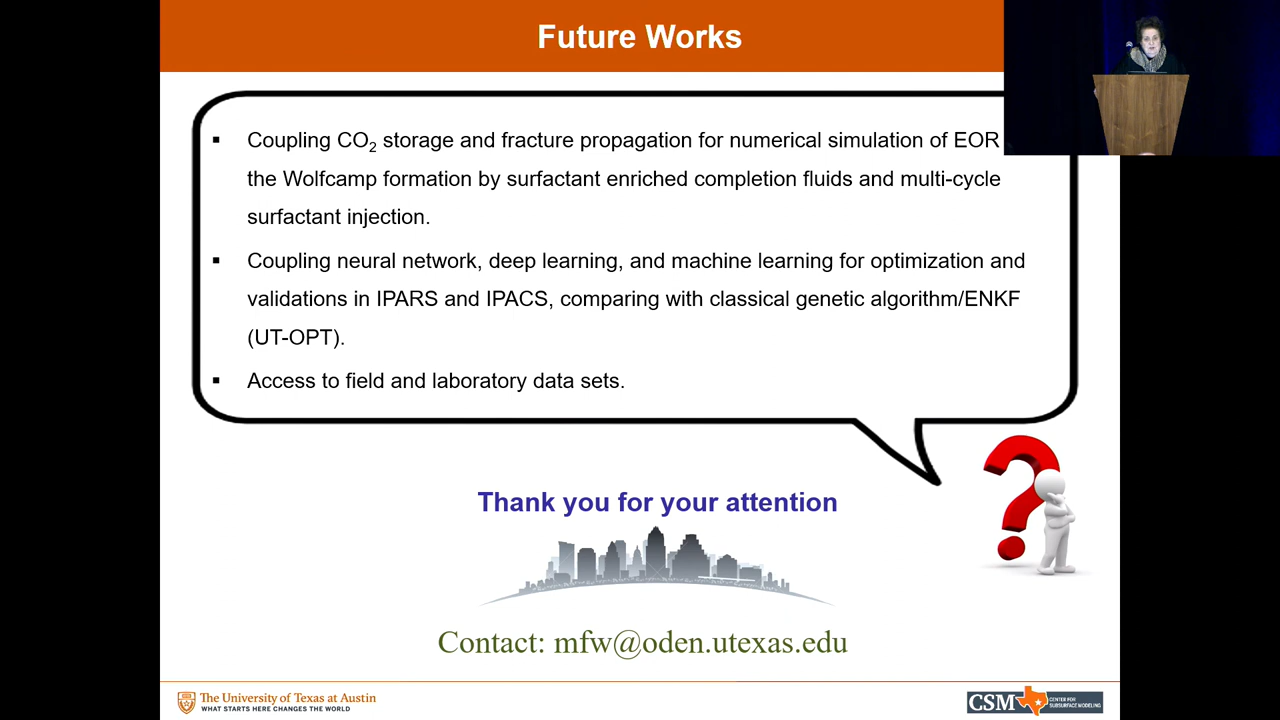 Future Works
▪ Coupling CO₂ storage and fracture propagation for numerical simulation of EOR
the Wolfcamp formation by surfactant enriched completion fluids and multi-cycle
surfactant injection.
▪ Coupling neural network, deep learning, and machine learning for optimization and
validations in IPARS and IPACS, comparing with classical genetic algorithm/ENKF
(UT-OPT).
▪ Access to field and laboratory data sets.
Thank you for your attention
Contact: mfw@oden.utexas.edu
The University of Texas at Austin
WHAT STARTS HERE CHANGES THE WORLD
CSM
CENTER FOR
SUBSURFACE MODELING